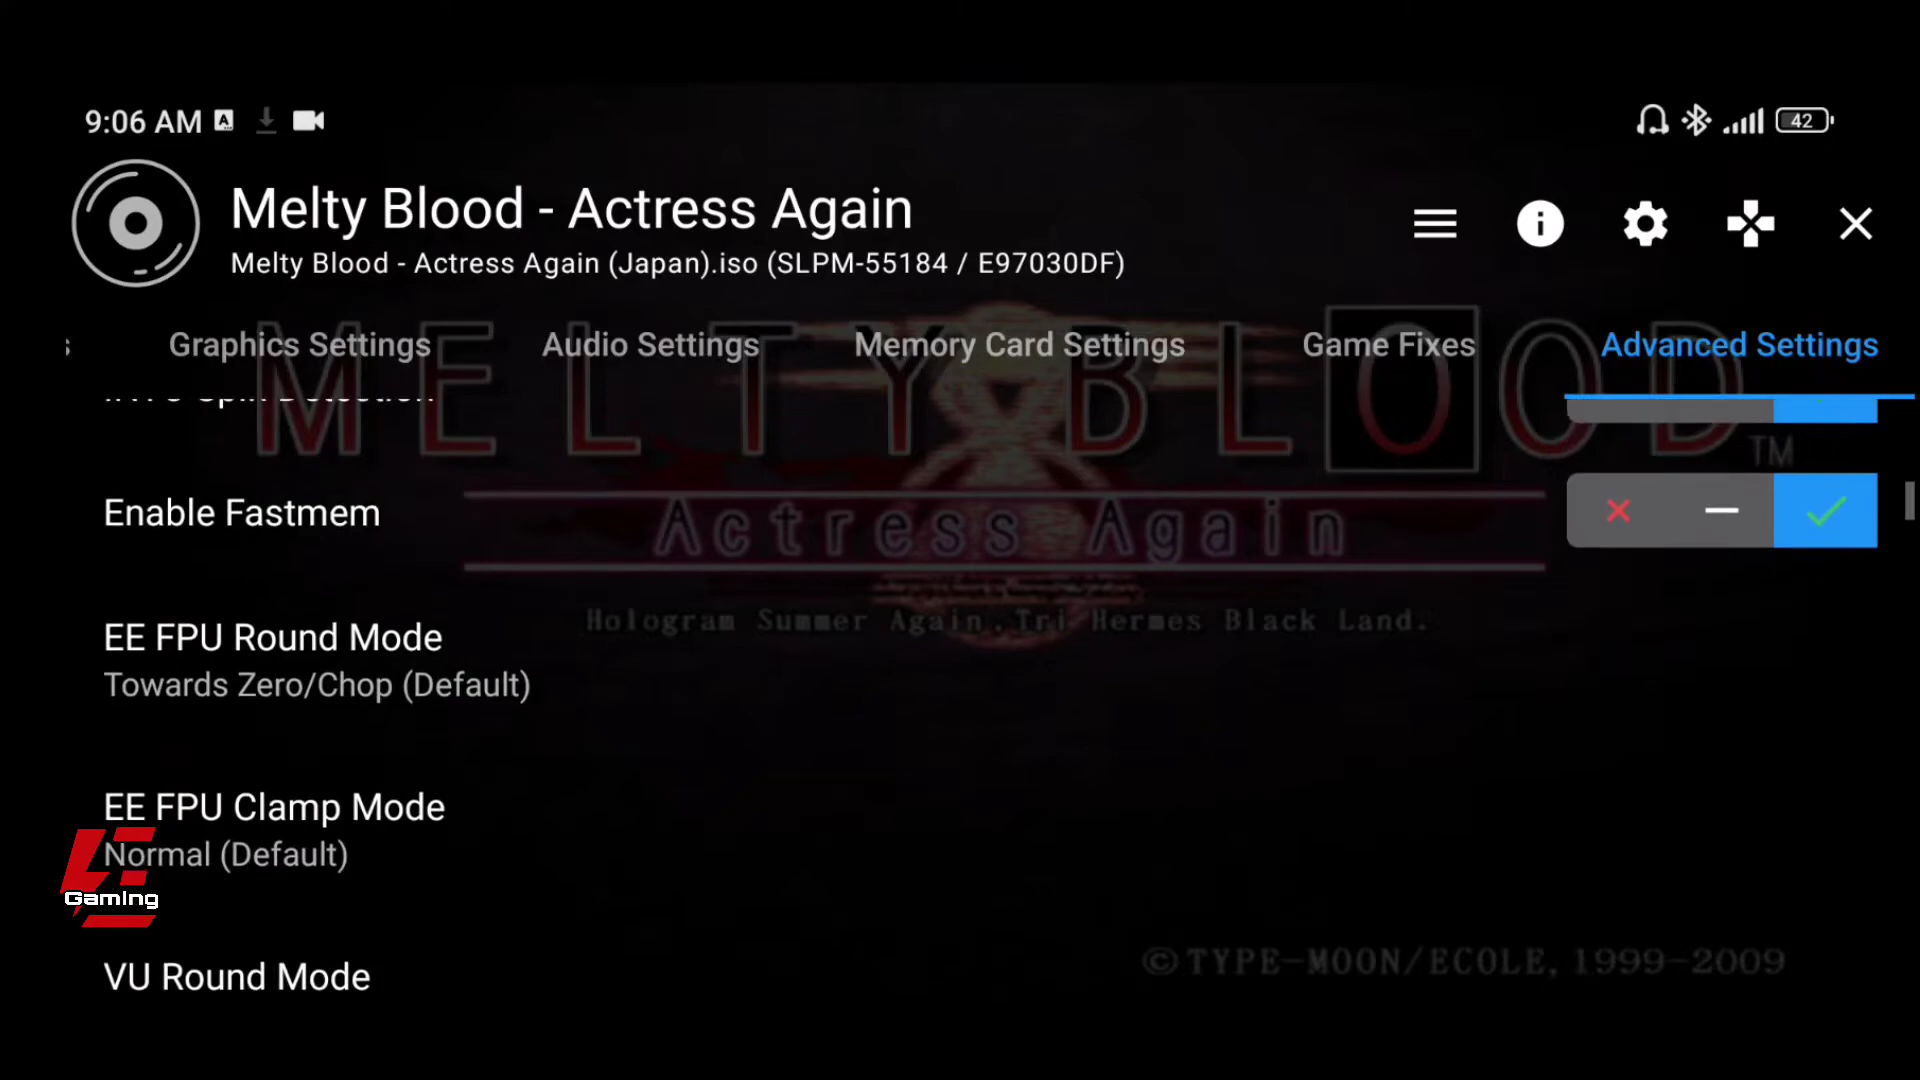 9:06 AM
42
Melty Blood - Actress Again
Melty Blood - Actress Again (Japan).iso (SLPM-55184 / E97030DF)
s Graphics Settings Audio Settings Memory Card Settings Game Fixes Advanced Settings
MELTY BLOOD TM
Spin Detection
Enable Fastmem
Actress Again
Hologram Summer Again.Tri Hermes Black Land.
EE FPU Round Mode
Towards Zero/Chop (Default)
EE FPU Clamp Mode
Normal (Default)
Gaming
VU Round Mode
©TYPE-MOON/ECOLE, 1999-2009